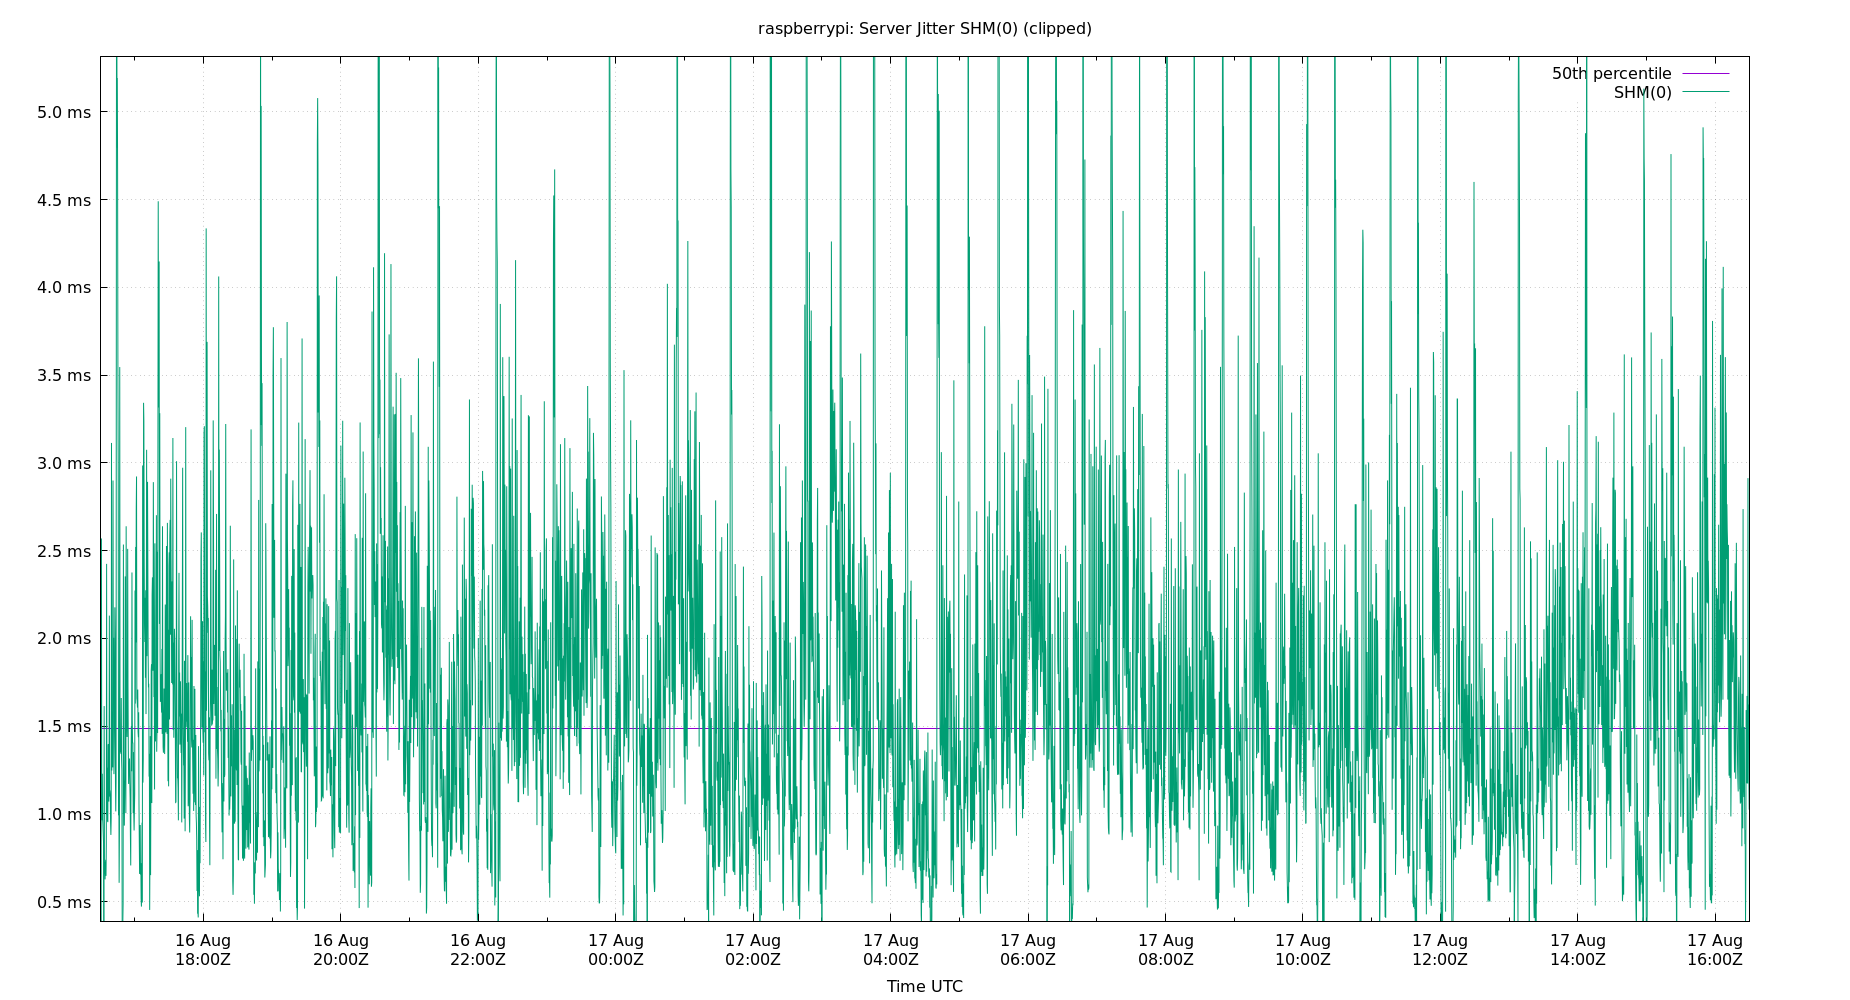 raspberrypi: Server Jitter SHM(0) (clipped)
50th percentile
SHM(0)
5.0 ms
4.5 ms
4.0 ms
3.5 ms
3.0 ms
2.5 ms
2.0 ms
1.5 ms
1.0 ms
0.5 ms
16 Aug 16 Aug 16 Aug 17 Aug 17 Aug 17 Aug 17 Aug 17 Aug 17 Aug 17 Aug 17 Aug 17 Aug
18:00Z 20:00Z 22:00Z 00:00Z 02:00Z 04:00Z 06:00Z 08:00Z 10:00Z 12:00Z 14:00Z 16:00Z
Time UTC